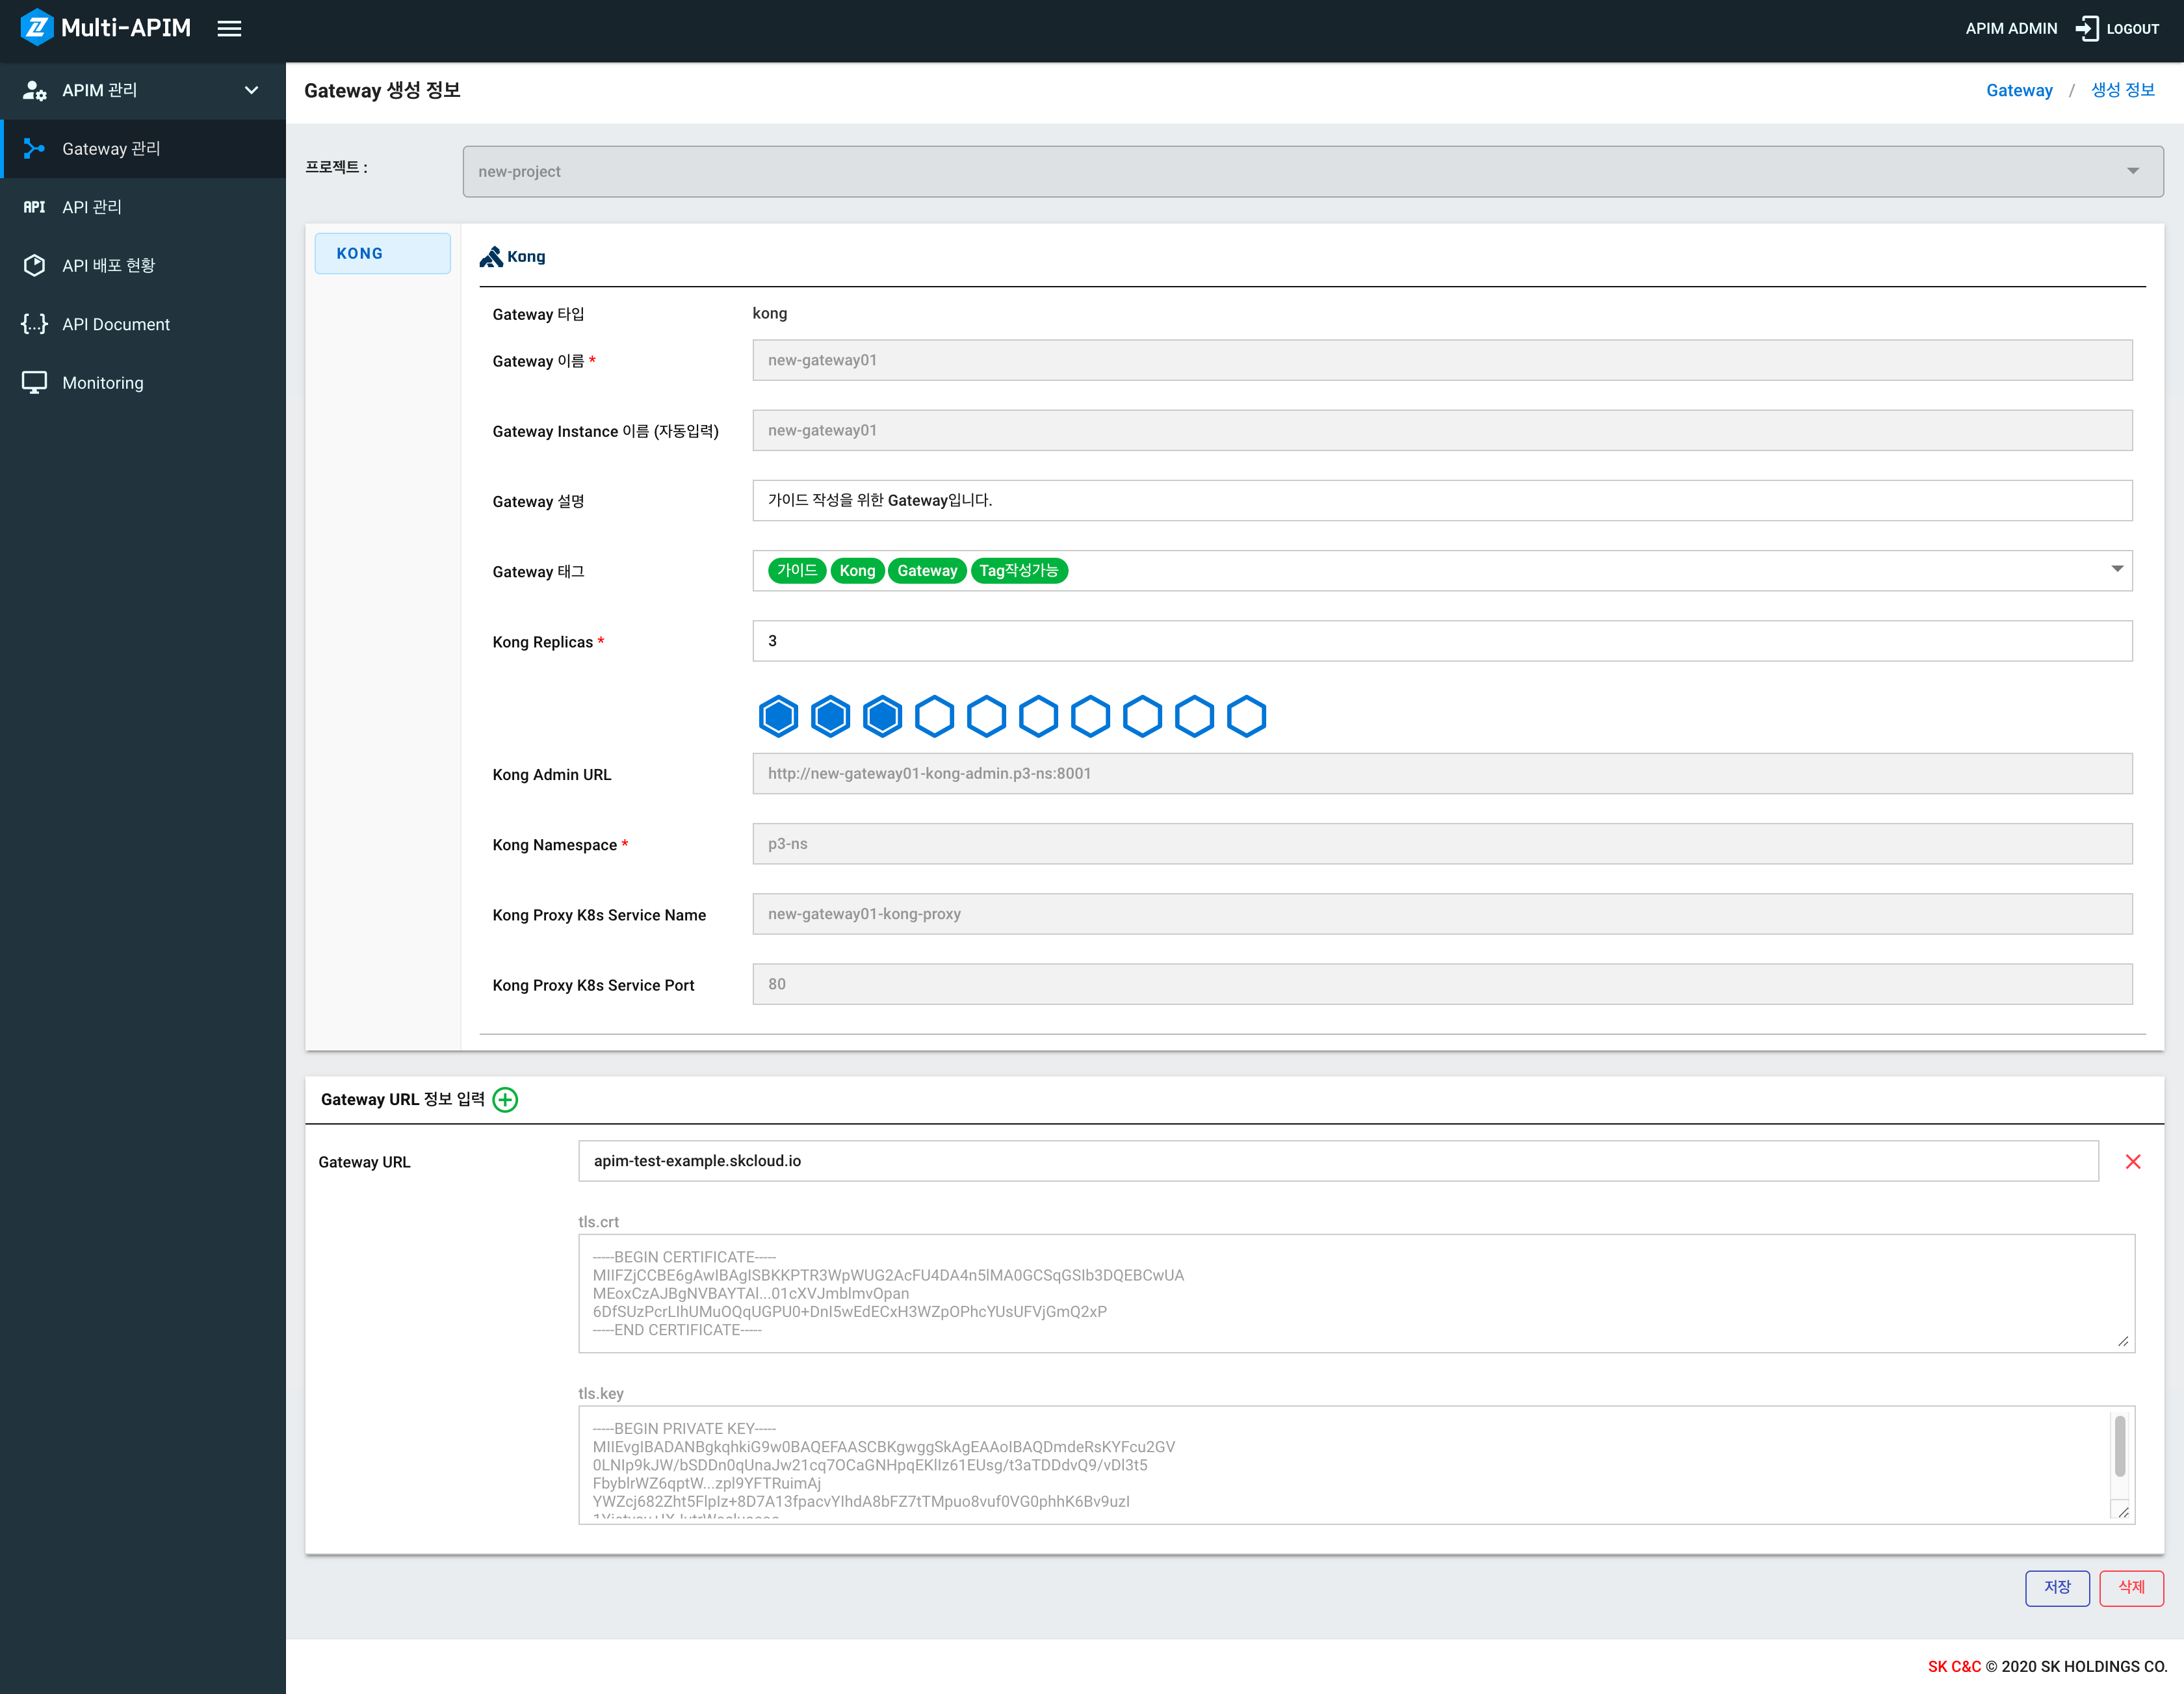 Multi-APIM
APIM ADMIN LOGOUT
APIM 관리
Gateway 관리
API API 관리
API 배포 현황
{...} API Document
Monitoring
Gateway 생성 정보
Gateway / 생성 정보
프로젝트 : new-project
KONG
Kong
Gateway 타입 kong
Gateway 이름 * new-gateway01
Gateway Instance 이름 (자동입력) new-gateway01
Gateway 설명 가이드 작성을 위한 Gateway입니다.
Gateway 태그 가이드 Kong Gateway Tag작성가능
Kong Replicas * 3
Kong Admin URL http://new-gateway01-kong-admin.p3-ns:8001
Kong Namespace * p3-ns
Kong Proxy K8s Service Name new-gateway01-kong-proxy
Kong Proxy K8s Service Port 80
Gateway URL 정보 입력
Gateway URL apim-test-example.skcloud.io
tls.crt
-----BEGIN CERTIFICATE-----
MIIFZjCCBE6gAwIBAgISBKKPTR3WpWUG2AcFU4DA4n5lMA0GCSqGSIb3DQEBCwUA
MEoxCzAJBgNVBAYTAl...01cXVJmblmvOpan
6DfSUzPcrLIhUMuOQqUGPU0+DnI5wEdECxH3WZpOPhcYUsUFVjGmQ2xP
-----END CERTIFICATE-----
tls.key
-----BEGIN PRIVATE KEY-----
MIIEvgIBADANBgkqhkiG9w0BAQEFAASCBKgwggSkAgEAAoIBAQDmdeRsKYFcu2GV
0LNIp9kJW/bSDDn0qUnaJw21cq7OCaGNHpqEKlIz61EUsg/t3aTDDdvQ9/vDl3t5
FbyblrWZ6qptW...zpl9YFTRuimAj
YWZcj682Zht5FlpIz+8D7A13fpacvYIhdA8bFZ7tTMpuo8vuf0VG0phhK6Bv9uzI
저장 삭제
SK C&C © 2020 SK HOLDINGS CO.